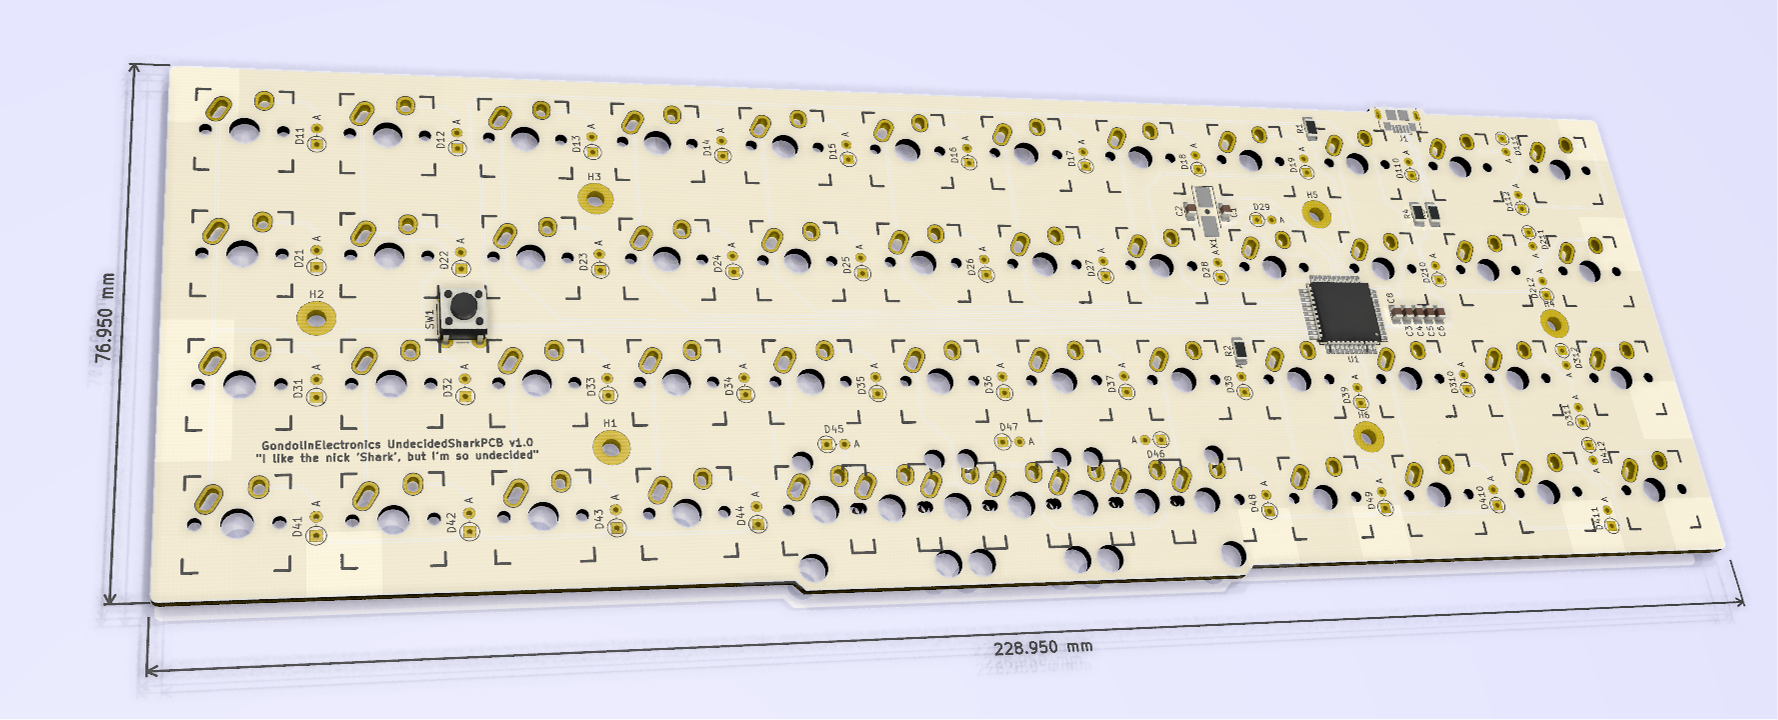 76.950 mm
D11
A
D12
A
D13
A
D14
A
D15
A
D16
A
D17
A
D18
A
D19
A
R1
D110
A
J1
D111
A
H3
C2
C1
AX1
D29
A
H5
R4
D112
A
D21
A
D22
A
D23
A
D24
A
D25
A
D26
A
D27
A
D28
A
D210
A
D211
A
D212
A
H2
SW1
C8
C3
C4
C5
C6
U1
R2
D31
A
D32
A
D33
A
D34
A
D35
A
D36
A
D37
A
D38
A
D39
A
D310
A
D312
A
D311
A
H1
H6
GondolinElectronics UndecidedSharkPCB v1.0
"I like the nick 'Shark', but I'm so undecided"
D45
A
D47
A
A
D46
D412
A
D41
A
D42
A
D43
A
D44
A
D48
A
D49
A
D410
A
D411
A
228.950 mm